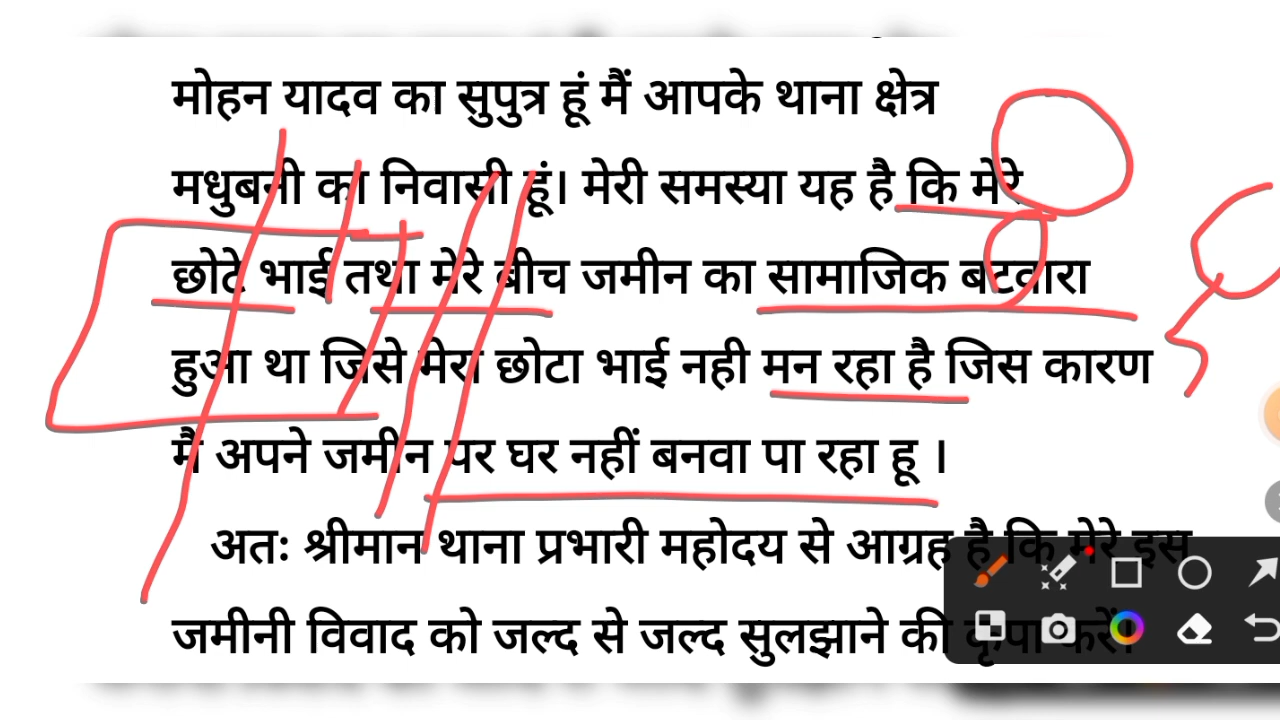 मोहन यादव का सुपुत्र हूं मैं आपके थाना क्षेत्र
मधुबनी का निवासी हूं। मेरी समस्या यह है कि मेरे
छोटे भाई तथा मेरे बीच जमीन का सामाजिक बटवारा
हुआ था जिसे मेरा छोटा भाई नही मन रहा है जिस कारण
मैं अपने जमीन पर घर नहीं बनवा पा रहा हू ।
अतः श्रीमान थाना प्रभारी महोदय से आग्रह है कि मेरे इस
जमीनी विवाद को जल्द से जल्द सुलझाने की कृपा करें।